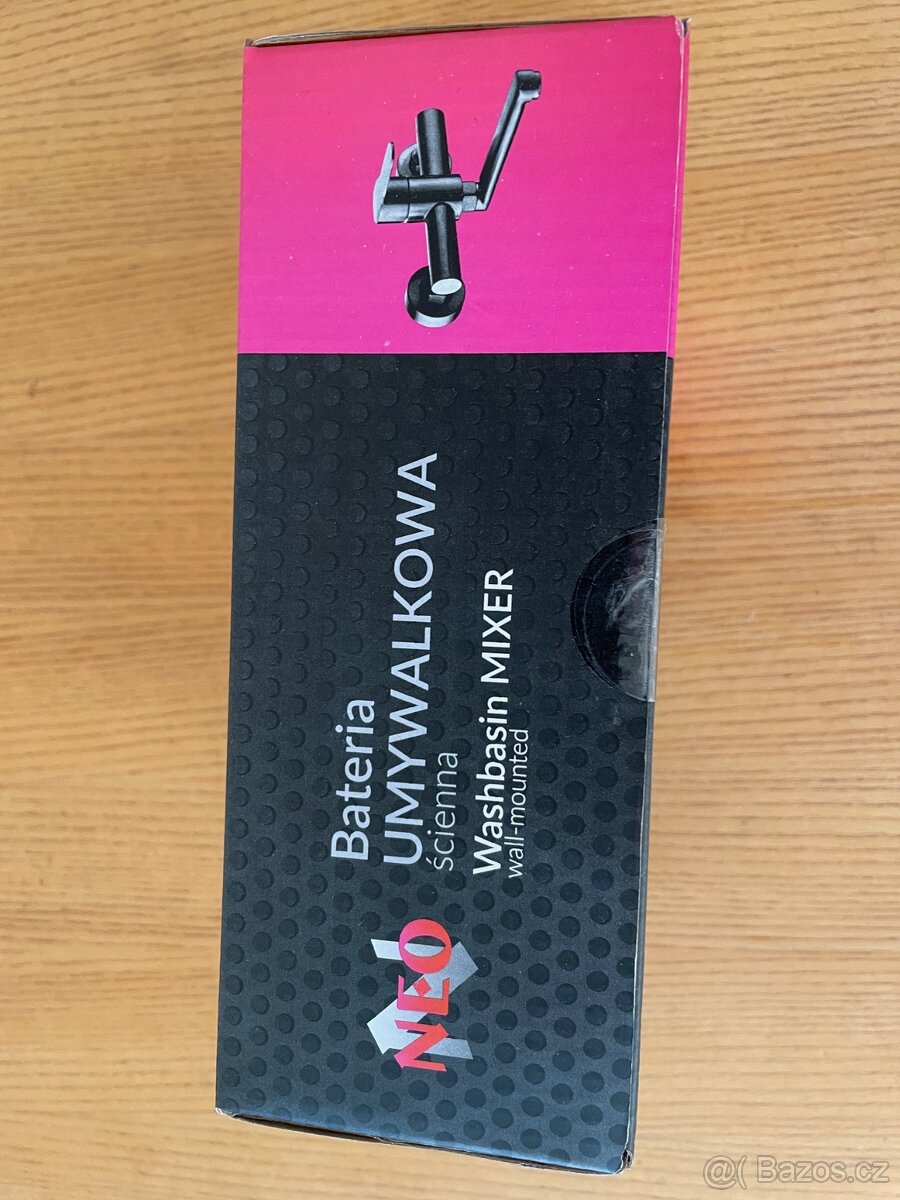 NEO
Bateria
UMYWALKOWA
ścienna
Washbasin MIXER
wall-mounted
@( Bazos.cz